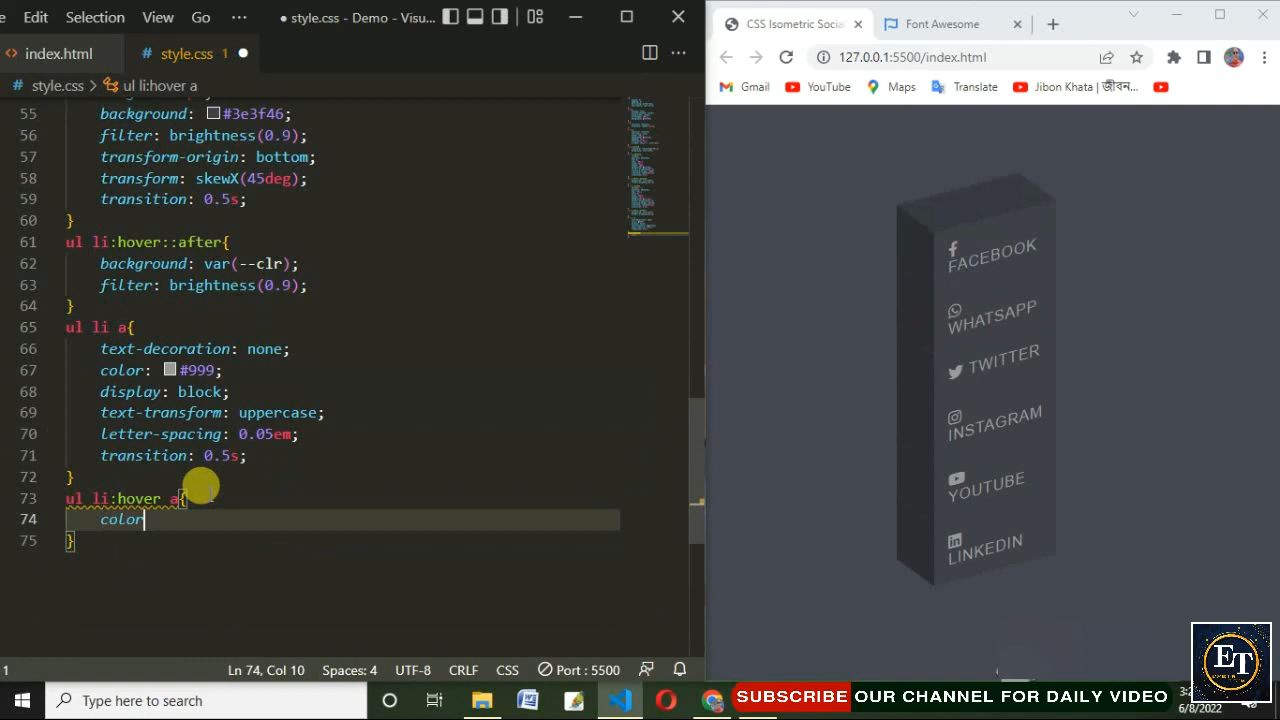 Edit Selection View Go ··· ● style.css - Demo - Visu...
index.html
# style.css 1 ●
# style.css > ul li:hover a
55 background: #3e3f46;
56 filter: brightness(0.9);
57 transform-origin: bottom;
58 transform: skewX(45deg);
59 transition: 0.5s;
60 }
61 ul li:hover::after{
62 background: var(--clr);
63 filter: brightness(0.9);
64 }
65 ul li a{
66 text-decoration: none;
67 color: #999;
68 display: block;
69 text-transform: uppercase;
70 letter-spacing: 0.05em;
71 transition: 0.5s;
72 }
73 ul li:hover a{
74 color
75 }
1 Ln 74, Col 10 Spaces: 4 UTF-8 CRLF CSS Port : 5500
CSS Isometric Socia
Font Awesome
127.0.0.1:5500/index.html
Gmail YouTube Maps Translate Jibon Khata | জীবন...
FACEBOOK
WHATSAPP
TWITTER
INSTAGRAM
YOUTUBE
LINKEDIN
ET
Type here to search
SUBSCRIBE OUR CHANNEL FOR DAILY VIDEO
6/8/2022